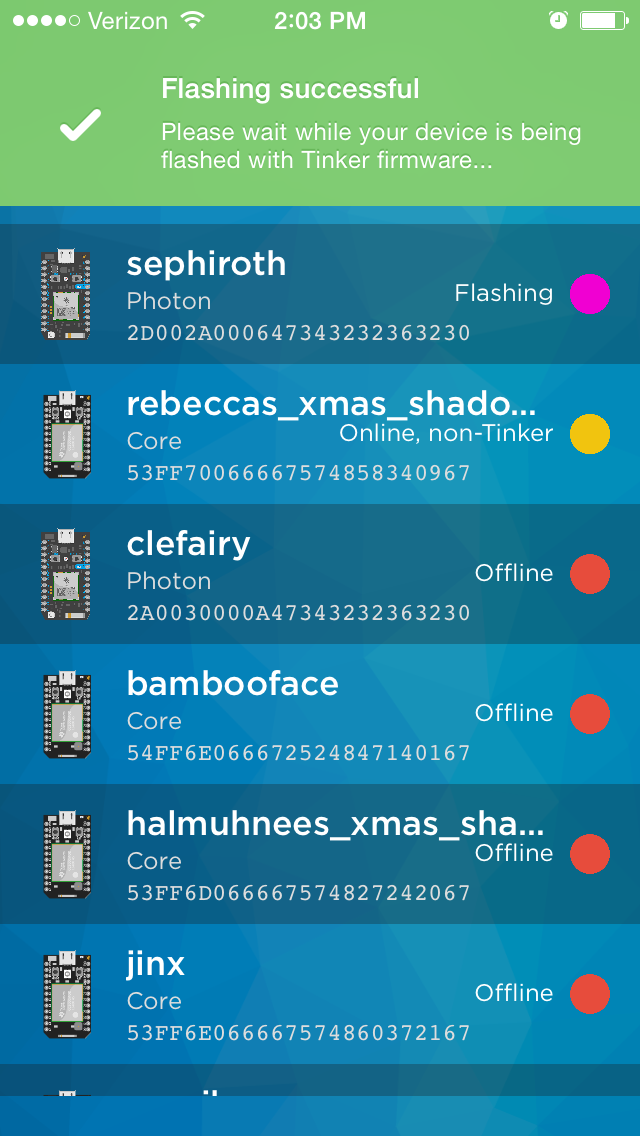 Verizon 2:03 PM
Flashing successful
Please wait while your device is being
flashed with Tinker firmware...
sephiroth
Photon
Flashing
2D002A000647343232363230
rebeccas_xmas_shado...
Core
Online, non-Tinker
53FF70066667574858340967
clefairy
Photon
Offline
2A0030000A47343232363230
bambooface
Core
Offline
54FF6E066672524847140167
halmuhnees_xmas_sha...
Core
Offline
53FF6D066667574827242067
jinx
Core
Offline
53FF6E066667574860372167